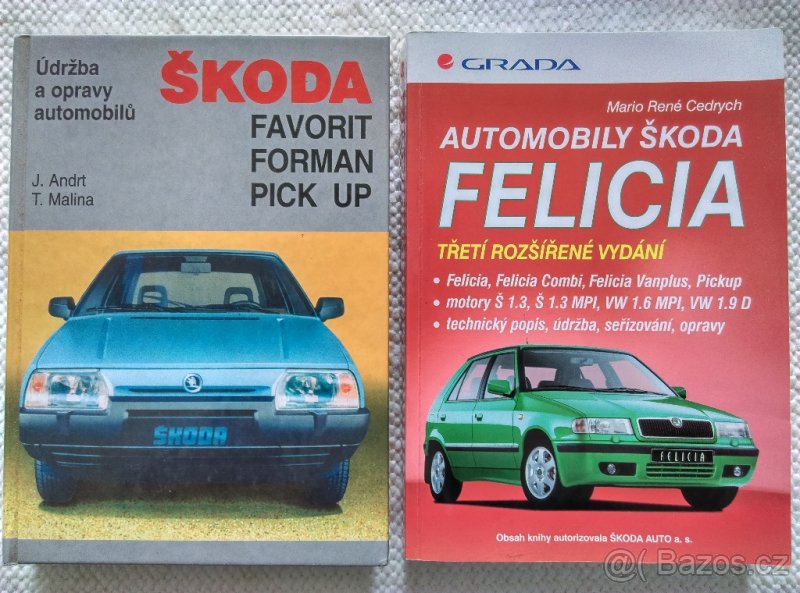 Údržba
a opravy
automobilů
J. Andrt
T. Malina
ŠKODA
FAVORIT
FORMAN
PICK UP
ŠKODA
GRADA
Mario René Cedrych
AUTOMOBILY ŠKODA
FELICIA
TŘETÍ ROZŠÍŘENÉ VYDÁNÍ
• Felicia, Felicia Combi, Felicia Vanplus, Pickup
• motory Š 1.3, Š 1.3 MPI, VW 1.6 MPI, VW 1.9 D
• technický popis, údržba, seřizování, opravy
FELICIA
Obsah knihy autorizovala ŠKODA AUTO a. s.
@ Bazos.cz